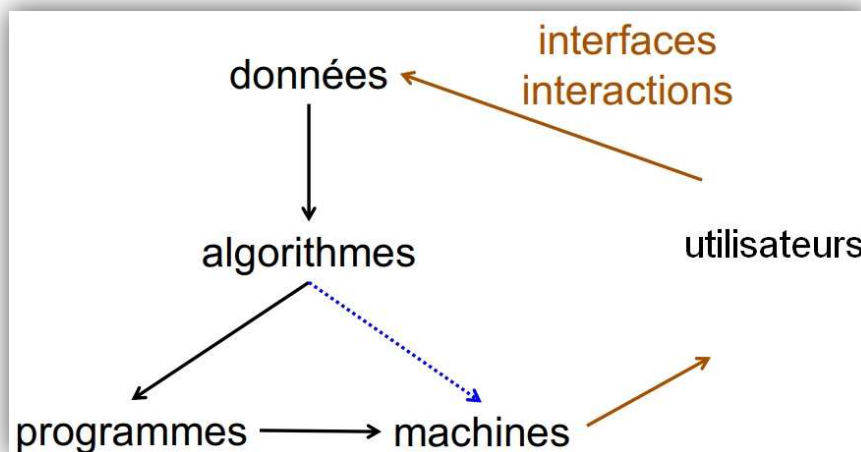 interfaces
interactions
données
algorithmes
utilisateurs
programmes
machines